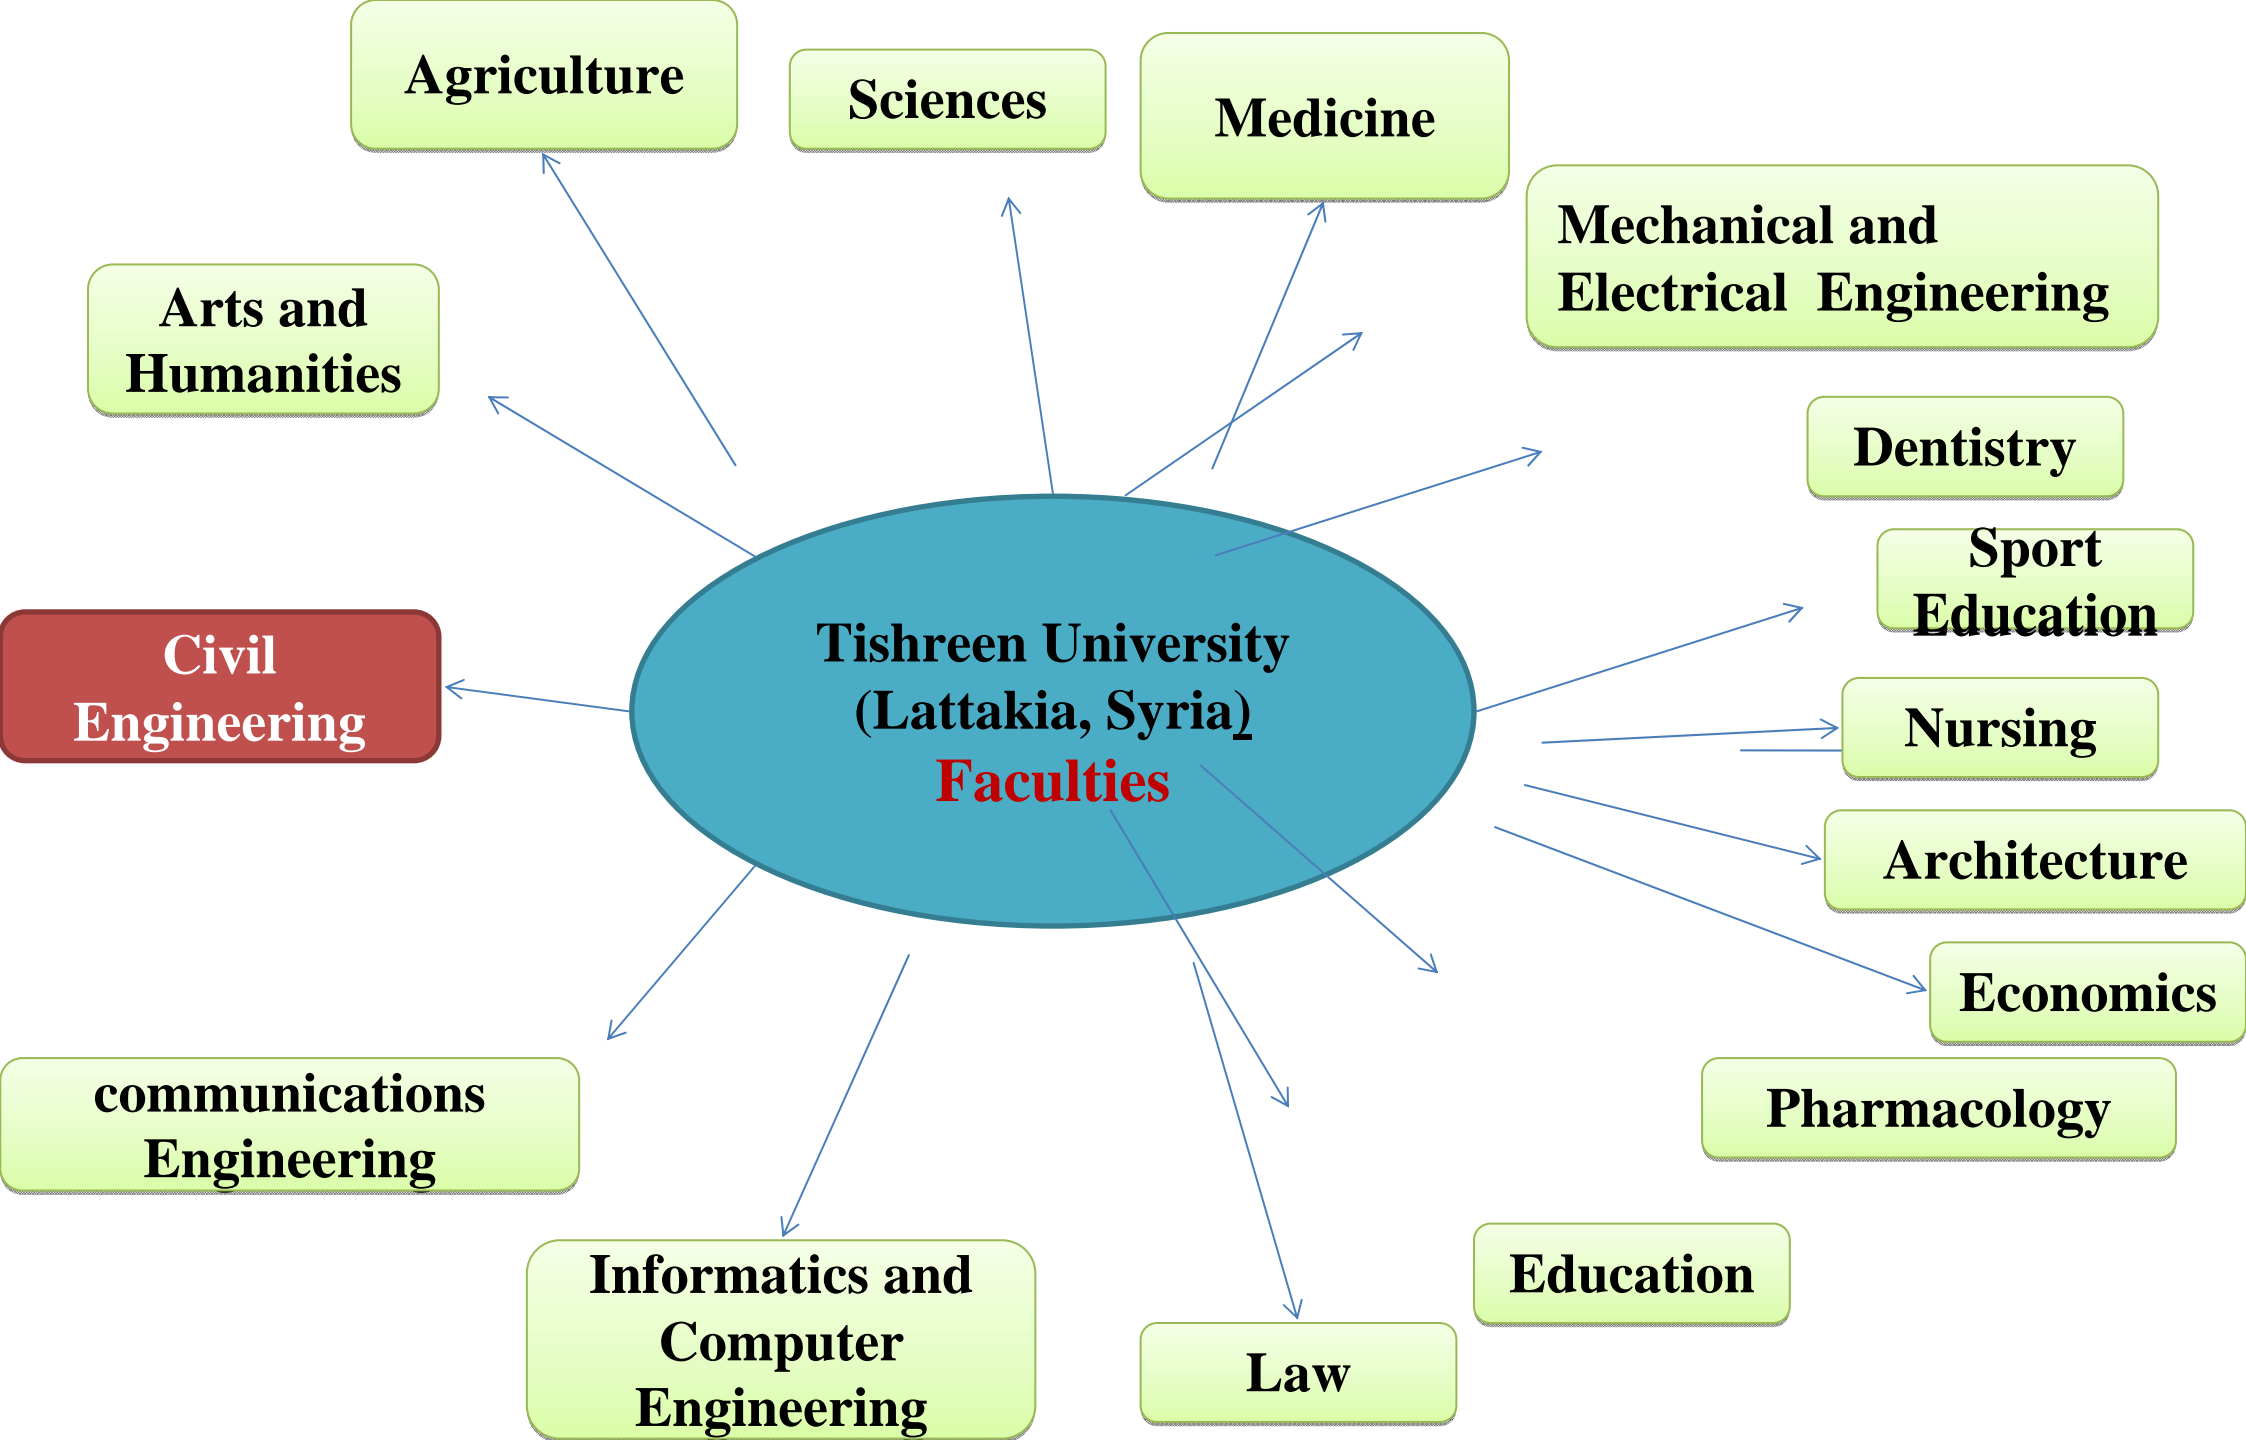 Agriculture
Sciences
Medicine
Mechanical and
Electrical  Engineering
Arts and
Humanities
Dentistry
Sport
Education
Civil
Engineering
Tishreen University
(Lattakia, Syria)
Faculties
Nursing
Architecture
Economics
communications
Engineering
Pharmacology
Education
Informatics and
Computer
Engineering
Law